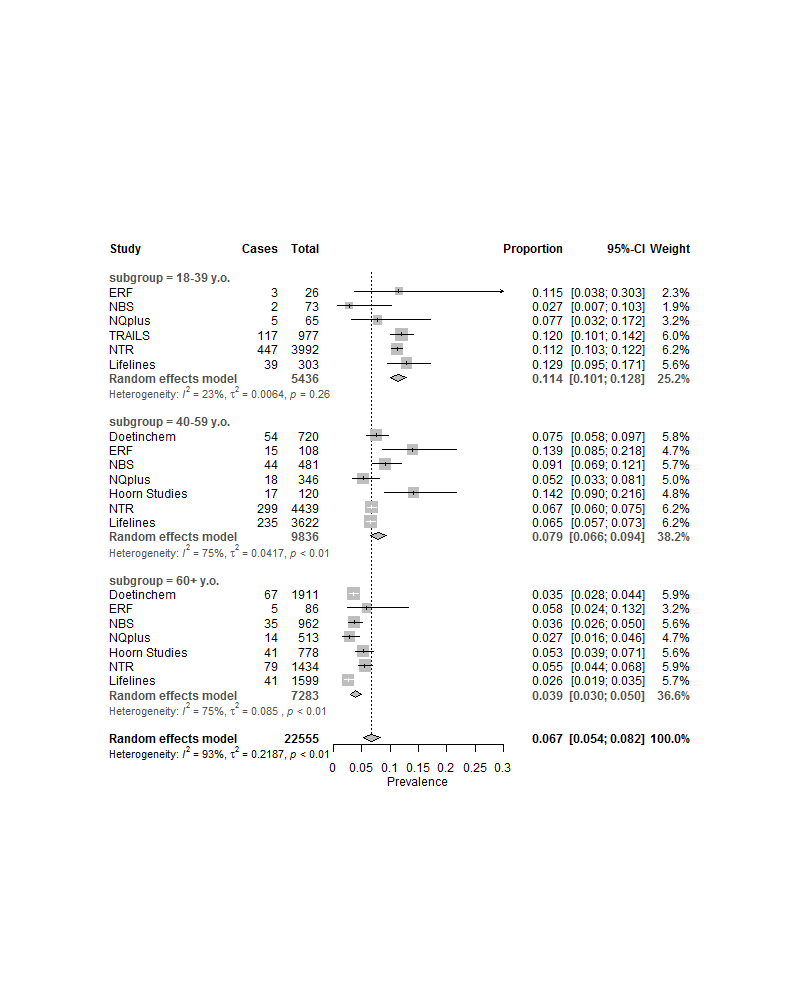 Study Cases Total Proportion 95%-CI Weight
subgroup = 18-39 y.o.
ERF 3 26 0.115 [0.038; 0.303] 2.3%
NBS 2 73 0.027 [0.007; 0.103] 1.9%
NQplus 5 65 0.077 [0.032; 0.172] 3.2%
TRAILS 117 977 0.120 [0.101; 0.142] 6.0%
NTR 447 3992 0.112 [0.103; 0.122] 6.2%
Lifelines 39 303 0.129 [0.095; 0.171] 5.6%
Random effects model 5436 0.114 [0.101; 0.128] 25.2%
Heterogeneity: I² = 23%, τ² = 0.0064, p = 0.26
subgroup = 40-59 y.o.
Doetinchem 54 720 0.075 [0.058; 0.097] 5.8%
ERF 15 108 0.139 [0.085; 0.218] 4.7%
NBS 44 481 0.091 [0.069; 0.121] 5.7%
NQplus 18 346 0.052 [0.033; 0.081] 5.0%
Hoorn Studies 17 120 0.142 [0.090; 0.216] 4.8%
NTR 299 4439 0.067 [0.060; 0.075] 6.2%
Lifelines 235 3622 0.065 [0.057; 0.073] 6.2%
Random effects model 9836 0.079 [0.066; 0.094] 38.2%
Heterogeneity: I² = 75%, τ² = 0.0417, p < 0.01
subgroup = 60+ y.o.
Doetinchem 67 1911 0.035 [0.028; 0.044] 5.9%
ERF 5 86 0.058 [0.024; 0.132] 3.2%
NBS 35 962 0.036 [0.026; 0.050] 5.6%
NQplus 14 513 0.027 [0.016; 0.046] 4.7%
Hoorn Studies 41 778 0.053 [0.039; 0.071] 5.6%
NTR 79 1434 0.055 [0.044; 0.068] 5.9%
Lifelines 41 1599 0.026 [0.019; 0.035] 5.7%
Random effects model 7283 0.039 [0.030; 0.050] 36.6%
Heterogeneity: I² = 75%, τ² = 0.085 , p < 0.01
Random effects model 22555 0.067 [0.054; 0.082] 100.0%
Heterogeneity: I² = 93%, τ² = 0.2187, p < 0.01
0 0.05 0.1 0.15 0.2 0.25 0.3
Prevalence